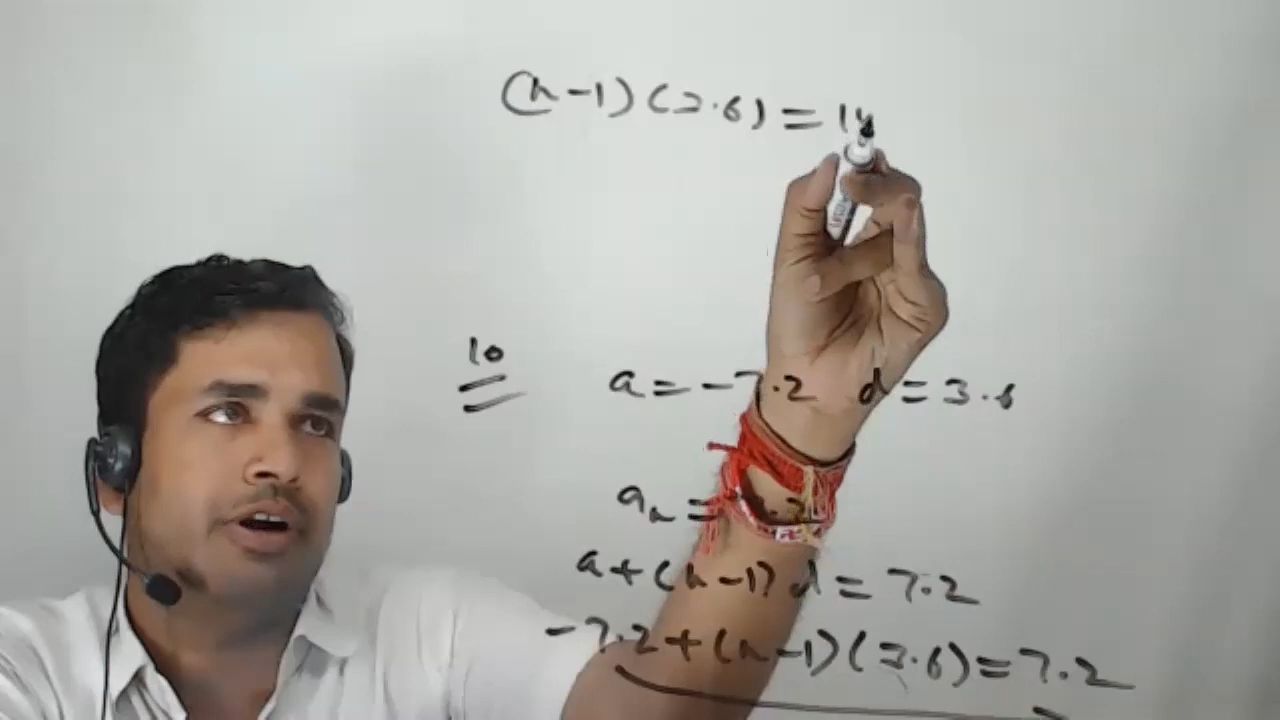 (n-1)(3.6) = 14
10
a = -7.2 d = 3.6
an =
a+(n-1)d = 7.2
-7.2+(n-1)(3.6)=7.2